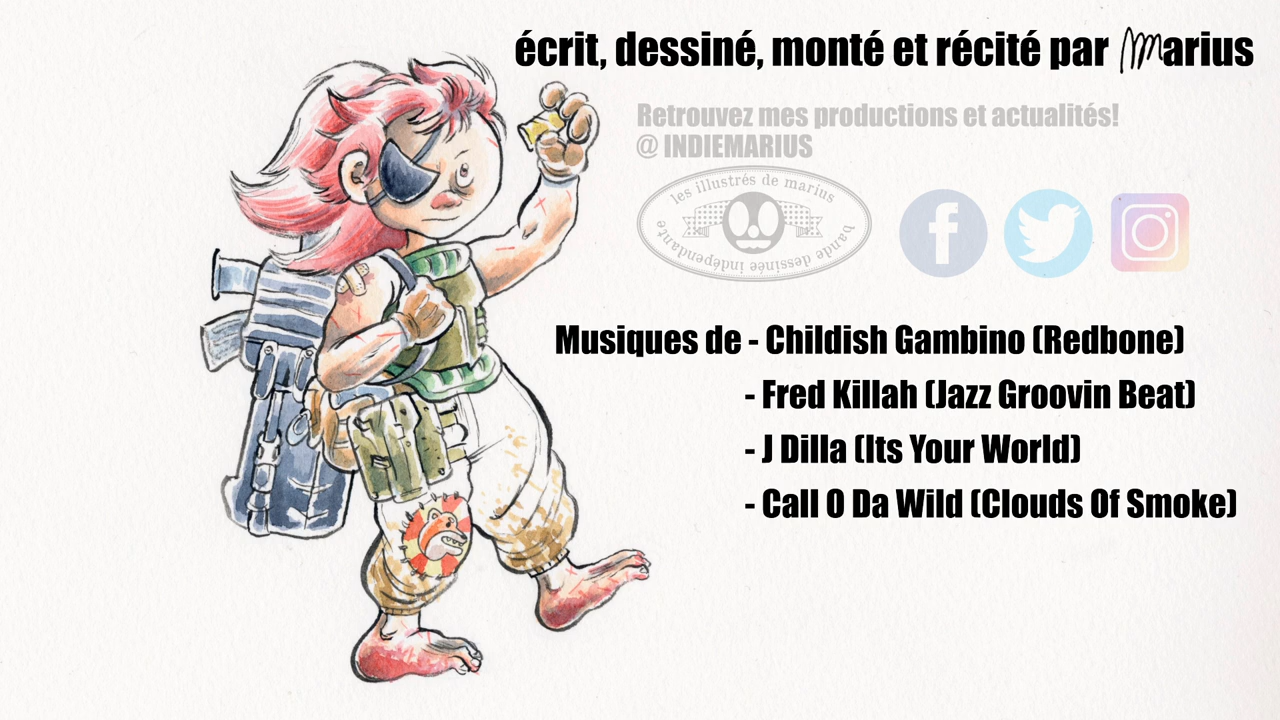 écrit, dessiné, monté et récité par Marius
Retrouvez mes productions et actualités!
@ INDIEMARIUS
les illustrés de marius
bande dessinée indépendante
Musiques de - Childish Gambino (Redbone)
- Fred Killah (Jazz Groovin Beat)
- J Dilla (Its Your World)
- Call O Da Wild (Clouds Of Smoke)